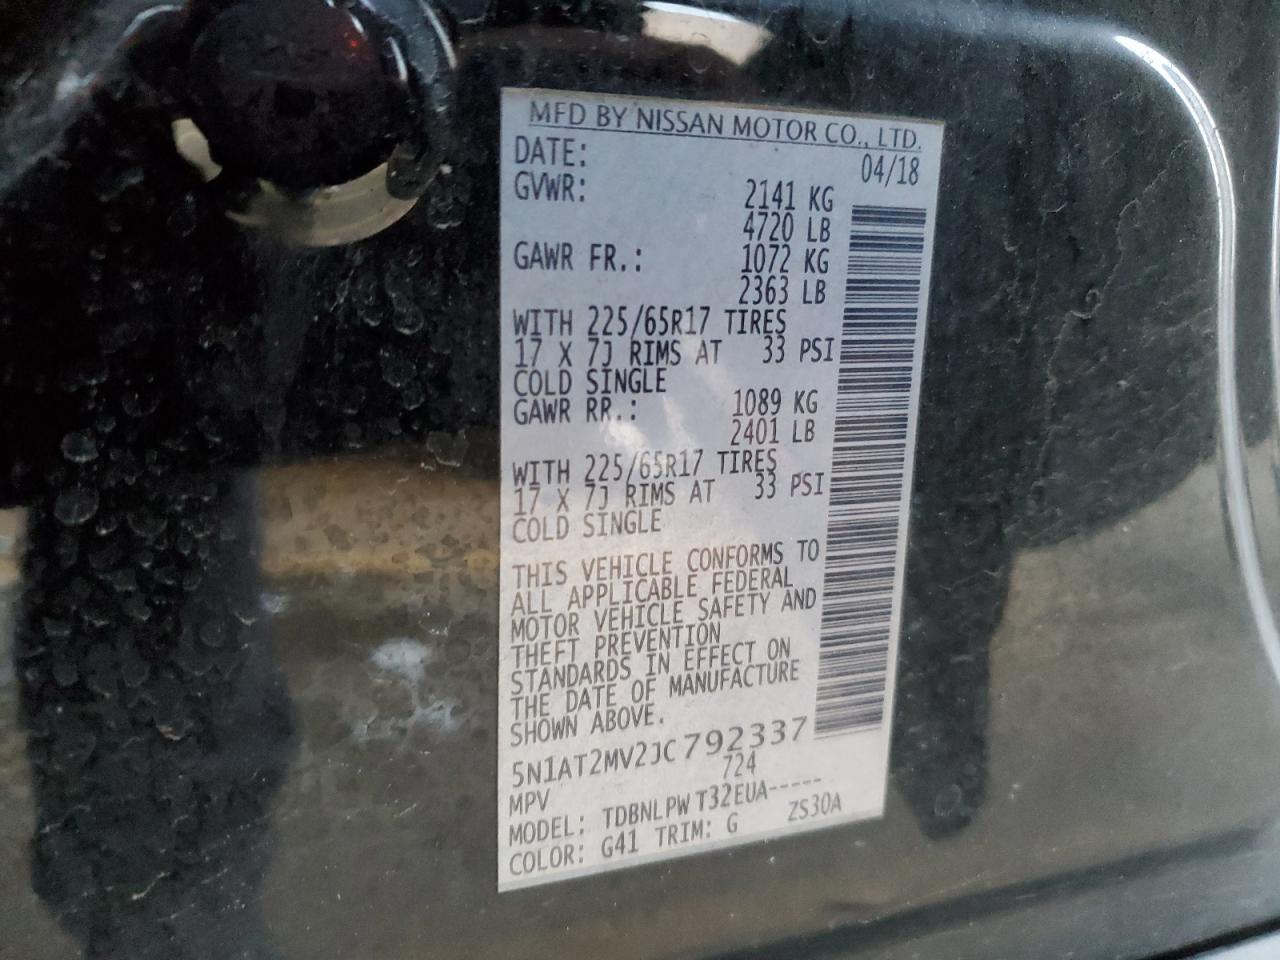 MFD BY NISSAN MOTOR CO., LTD.
DATE: 04/18
GVWR: 2141 KG
4720 LB
GAWR FR.: 1072 KG
2363 LB
WITH 225/65R17 TIRES
17 X 7J RIMS AT 33 PSI
COLD SINGLE
GAWR RR.: 1089 KG
2401 LB
WITH 225/65R17 TIRES
17 X 7J RIMS AT 33 PSI
COLD SINGLE
THIS VEHICLE CONFORMS TO
ALL APPLICABLE FEDERAL
MOTOR VEHICLE SAFETY AND
THEFT PREVENTION
STANDARDS IN EFFECT ON
THE DATE OF MANUFACTURE
SHOWN ABOVE.
5N1AT2MV2JC792337
MPV 724
MODEL: TDBNLPW T32EUA-----
COLOR: G41 TRIM: G ZS30A